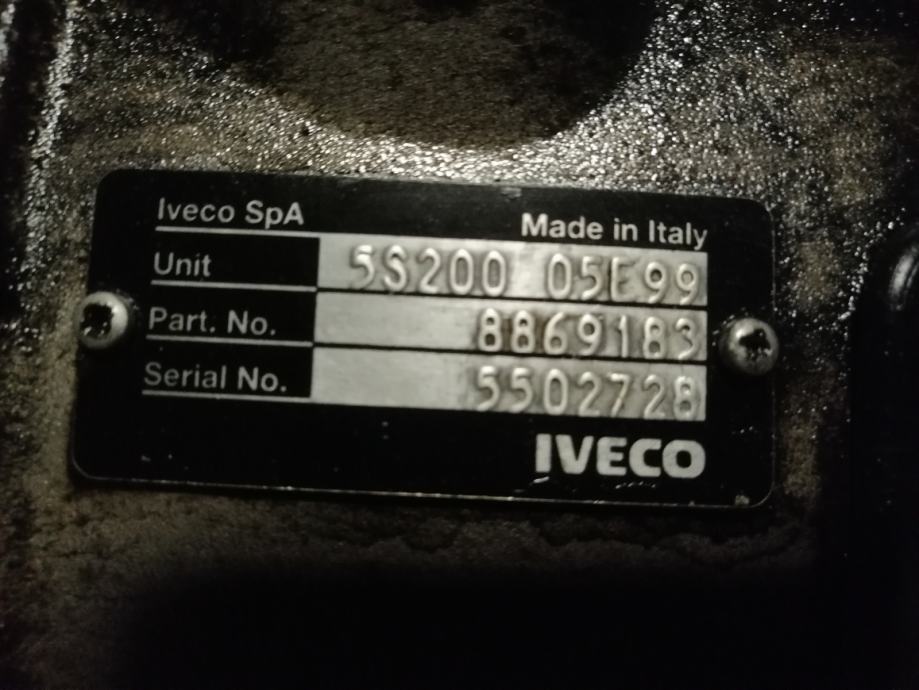 Iveco SpA
Made in Italy
Unit 5S200 05E99
Part. No. 8869183
Serial No. 5502728
IVECO